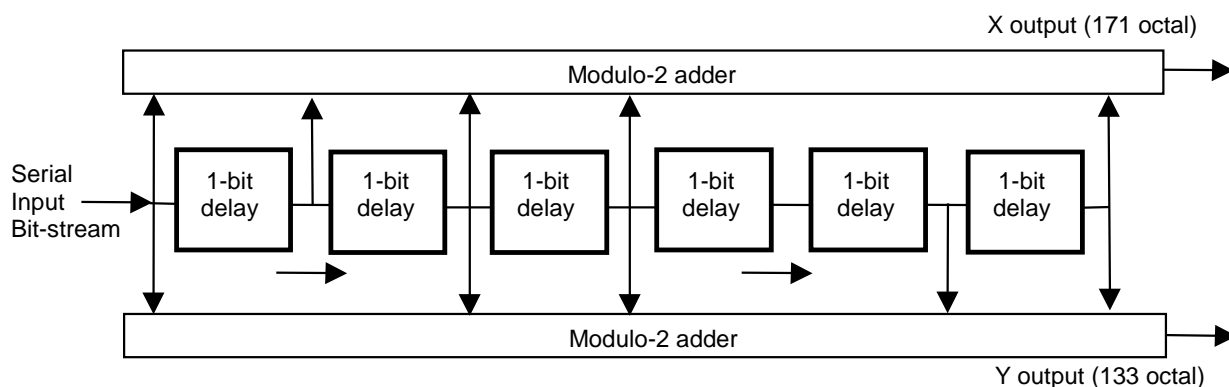 X output (171 octal)
Modulo-2 adder
Serial
Input
Bit-stream
1-bit
delay
1-bit
delay
1-bit
delay
1-bit
delay
1-bit
delay
1-bit
delay
Modulo-2 adder
Y output (133 octal)